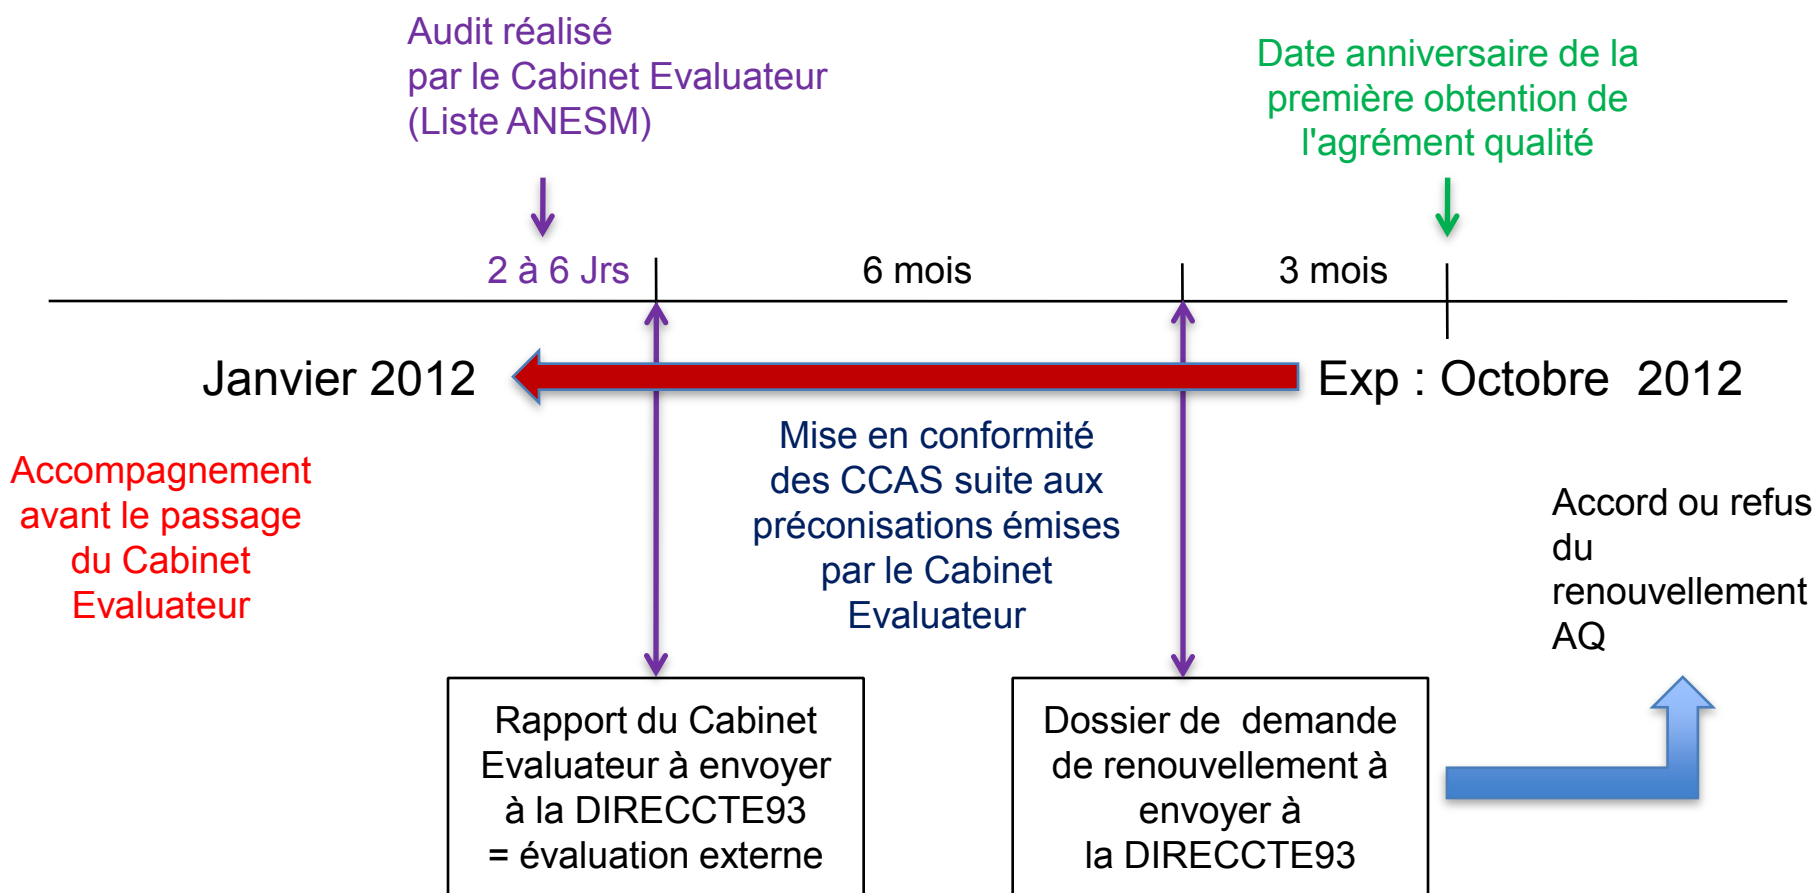 Audit réalisé
par le Cabinet Evaluateur
(Liste ANESM)
Date anniversaire de la
première obtention de
l'agrément qualité
2 à 6 Jrs
6 mois
3 mois
Janvier 2012
Exp : Octobre 2012
Accompagnement
avant le passage
du Cabinet
Evaluateur
Mise en conformité
des CCAS suite aux
préconisations émises
par le Cabinet
Evaluateur
Accord ou refus
du
renouvellement
AQ
Rapport du Cabinet
Evaluateur à envoyer
à la DIRECCTE93
= évaluation externe
Dossier de demande
de renouvellement à
envoyer à
la DIRECCTE93